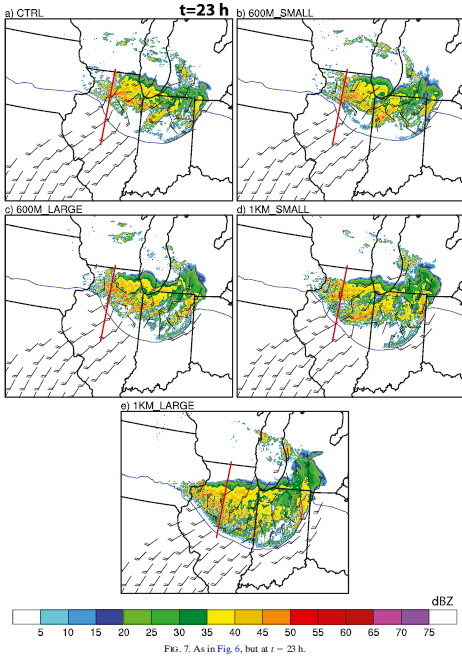 a) CTRL
t=23 h
b) 600M_SMALL
c) 600M_LARGE
d) 1KM_SMALL
e) 1KM_LARGE
dBZ
5 10 15 20 25 30 35 40 45 50 55 60 65 70 75
FIG. 7. As in Fig. 6, but at t = 23 h.